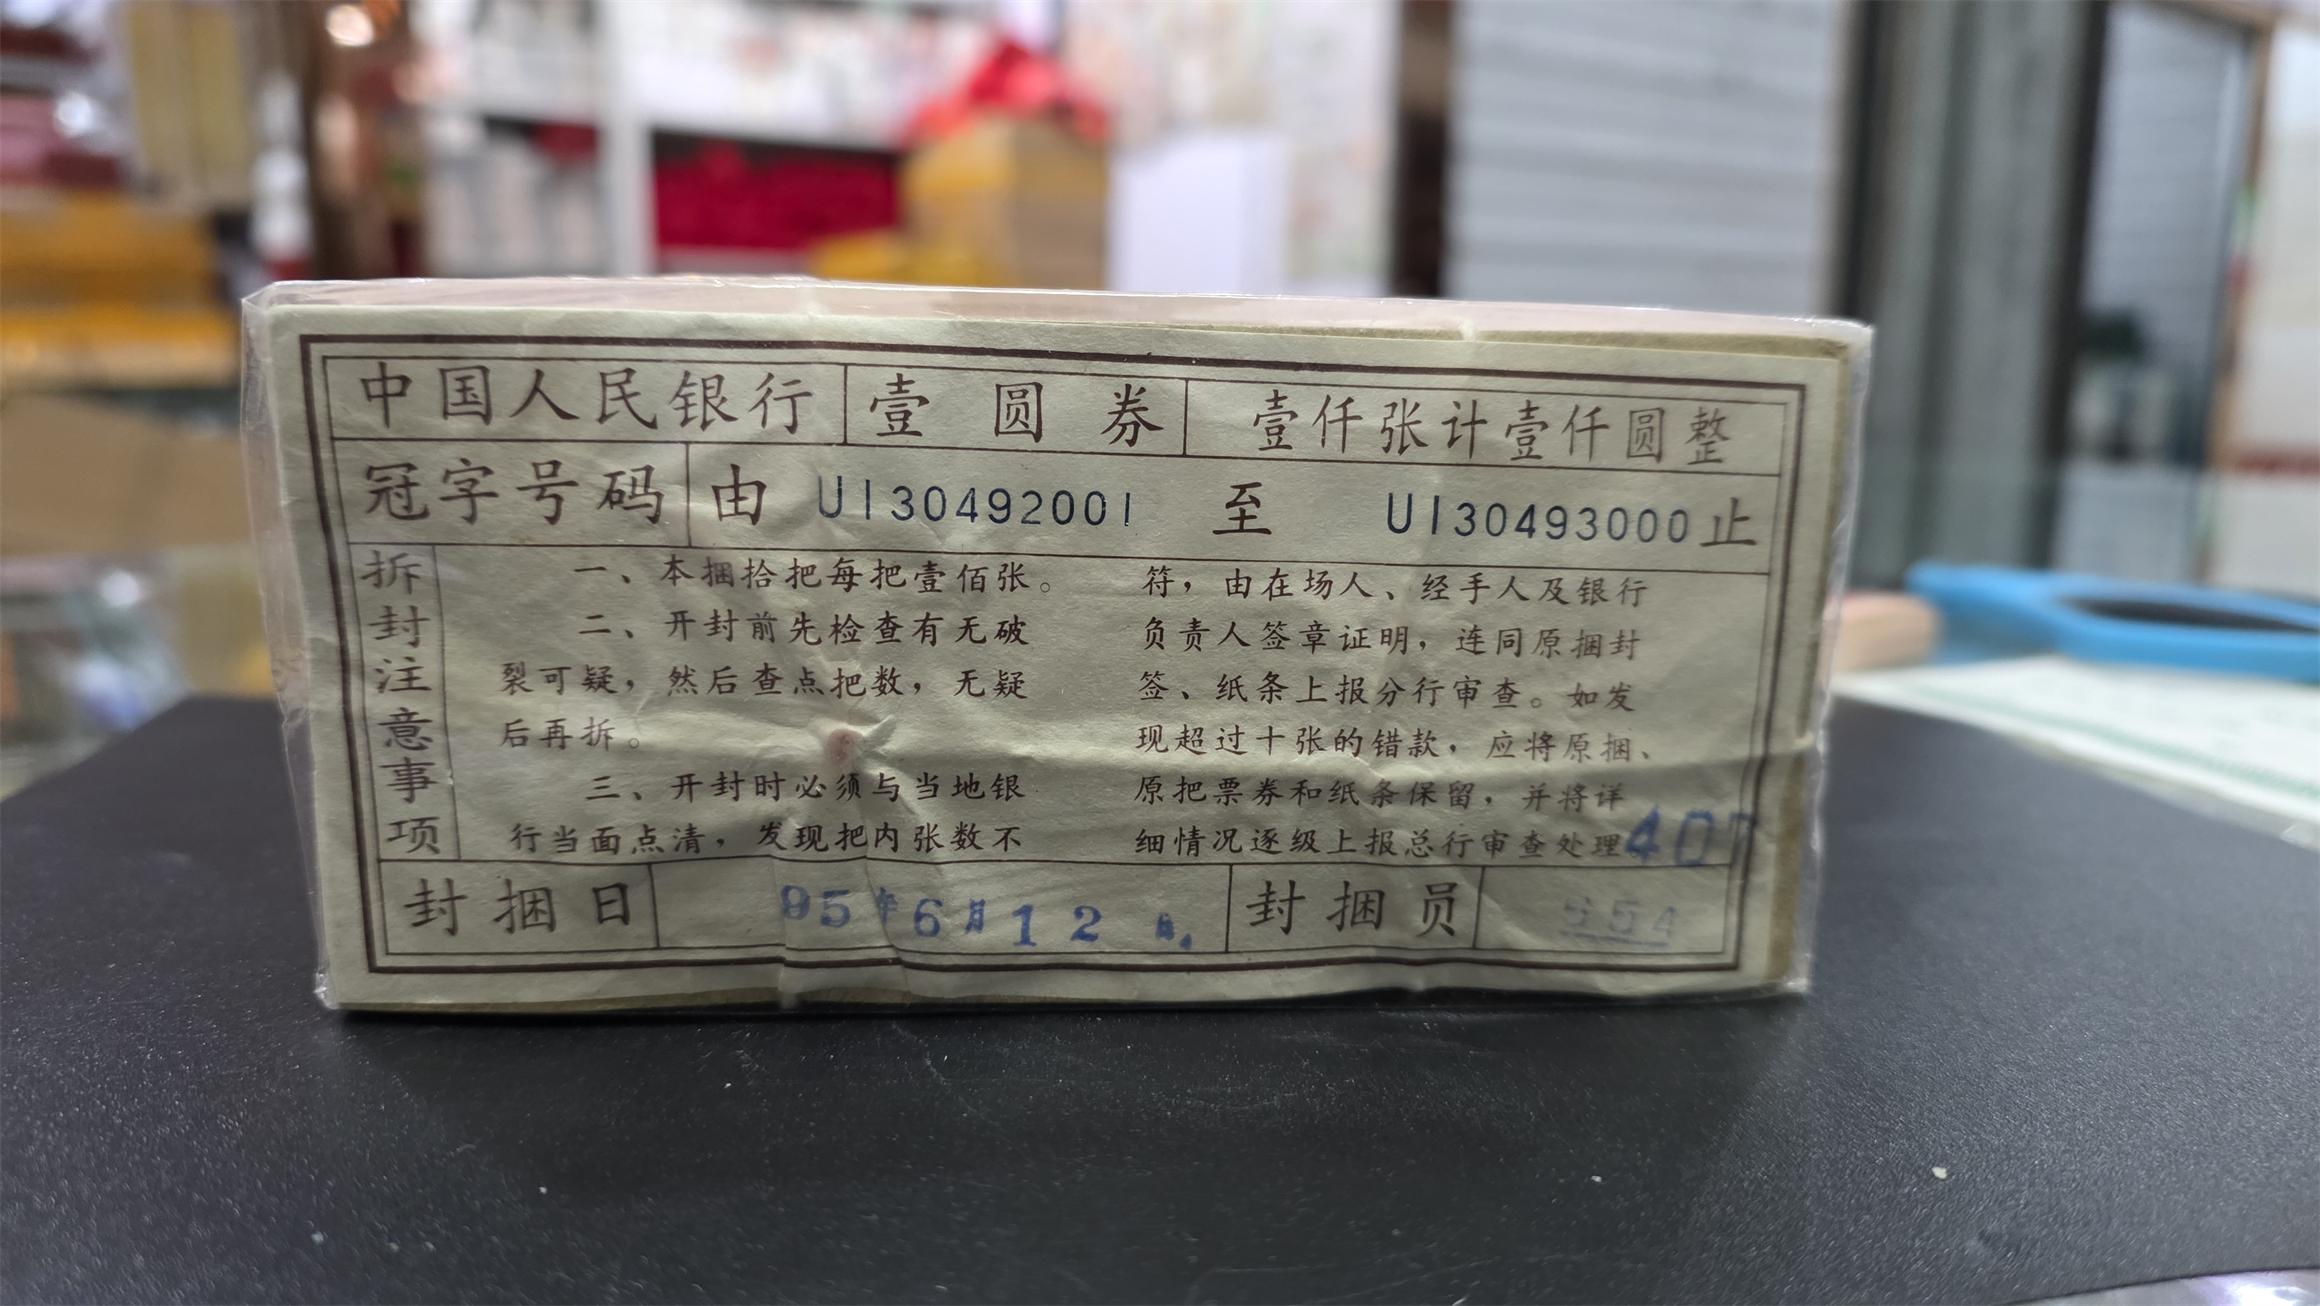 中国人民银行 壹圆券 壹仟张计壹仟圆整
冠字号码 由 UI30492001 至 UI30493000 止
拆封注意事项
一、本捆拾把每把壹佰张。
二、开封前先检查有无破
裂可疑，然后查点把数，无疑
后再拆。
三、开封时必须与当地银
行当面点清，发现把内张数不
符，由在场人、经手人及银行
负责人签章证明，连同原捆封
签、纸条上报分行审查。如发
现超过十张的错款，应将原捆、
原把票券和纸条保留，并将详
细情况逐级上报总行审查处理
封捆日 95年6月12日 封捆员